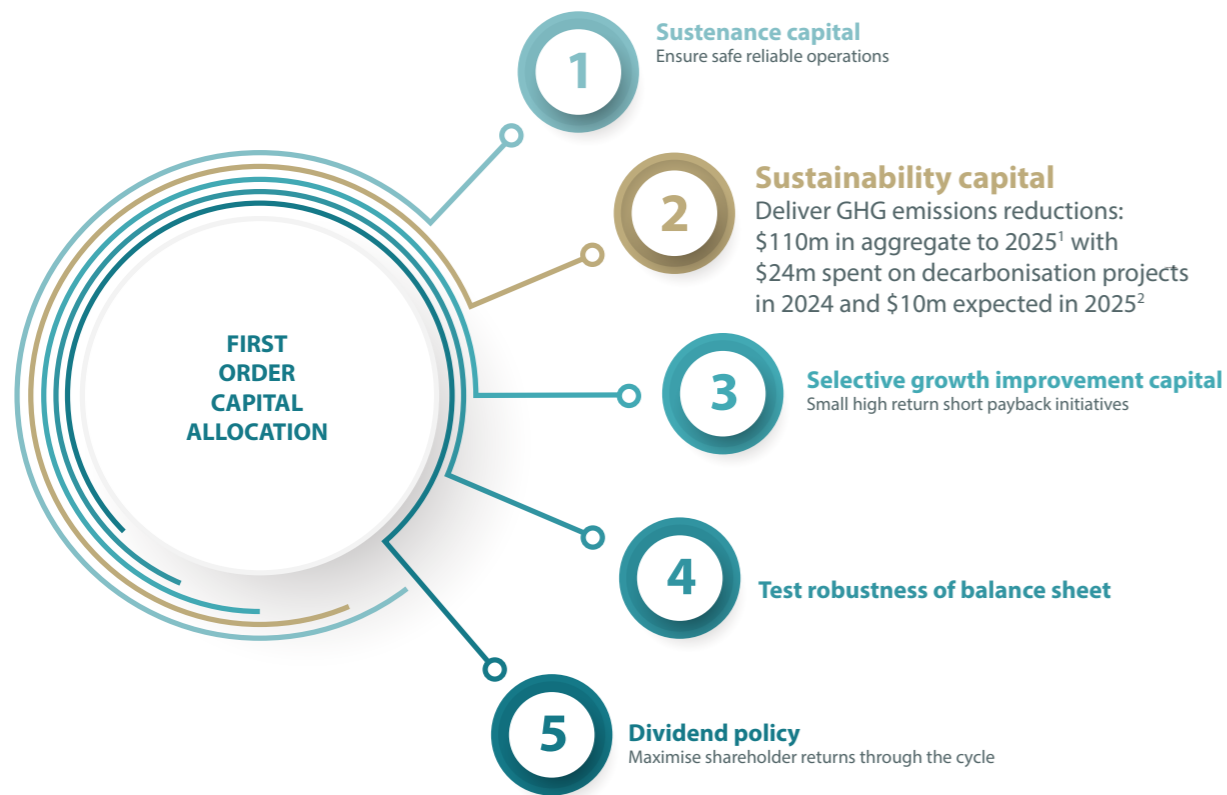 1
Sustenance capital
Ensure safe reliable operations
2
Sustainability capital
Deliver GHG emissions reductions:
$110m in aggregate to 2025¹ with
$24m spent on decarbonisation projects
in 2024 and $10m expected in 2025²
FIRST
ORDER
CAPITAL
ALLOCATION
3
Selective growth improvement capital
Small high return short payback initiatives
4
Test robustness of balance sheet
5
Dividend policy
Maximise shareholder returns through the cycle